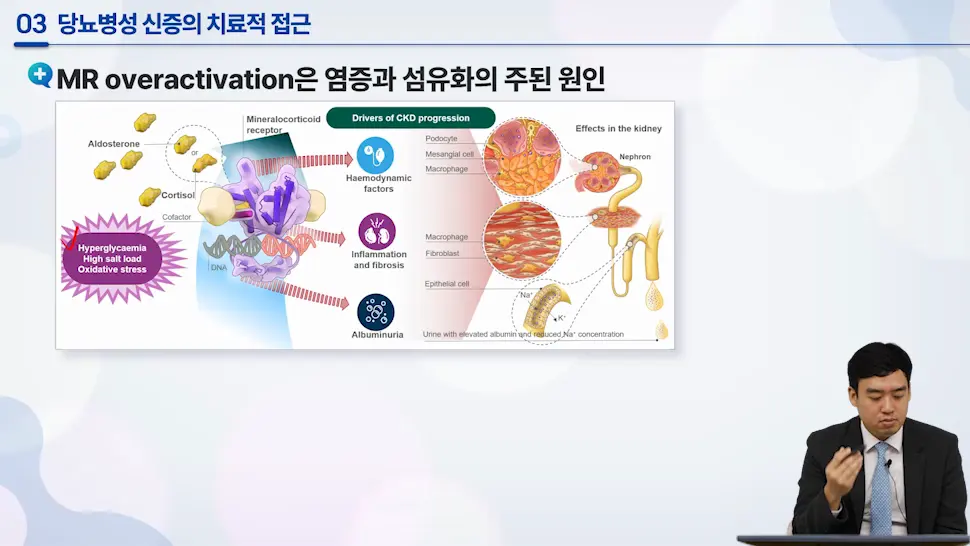 03 당뇨병성 신증의 치료적 접근
MR overactivation은 염증과 섬유화의 주된 원인
Mineralocorticoid
receptor
Aldosterone
or
Cortisol
Cofactor
Hyperglycaemia
High salt load
Oxidative stress
DNA
Drivers of CKD progression
Haemodynamic
factors
Inflammation
and fibrosis
Albuminuria
Effects in the kidney
Podocyte
Mesangial cell
Macrophage
Nephron
Macrophage
Fibroblast
Epithelial cell
Na⁺
K⁺
Urine with elevated albumin and reduced Na⁺ concentration